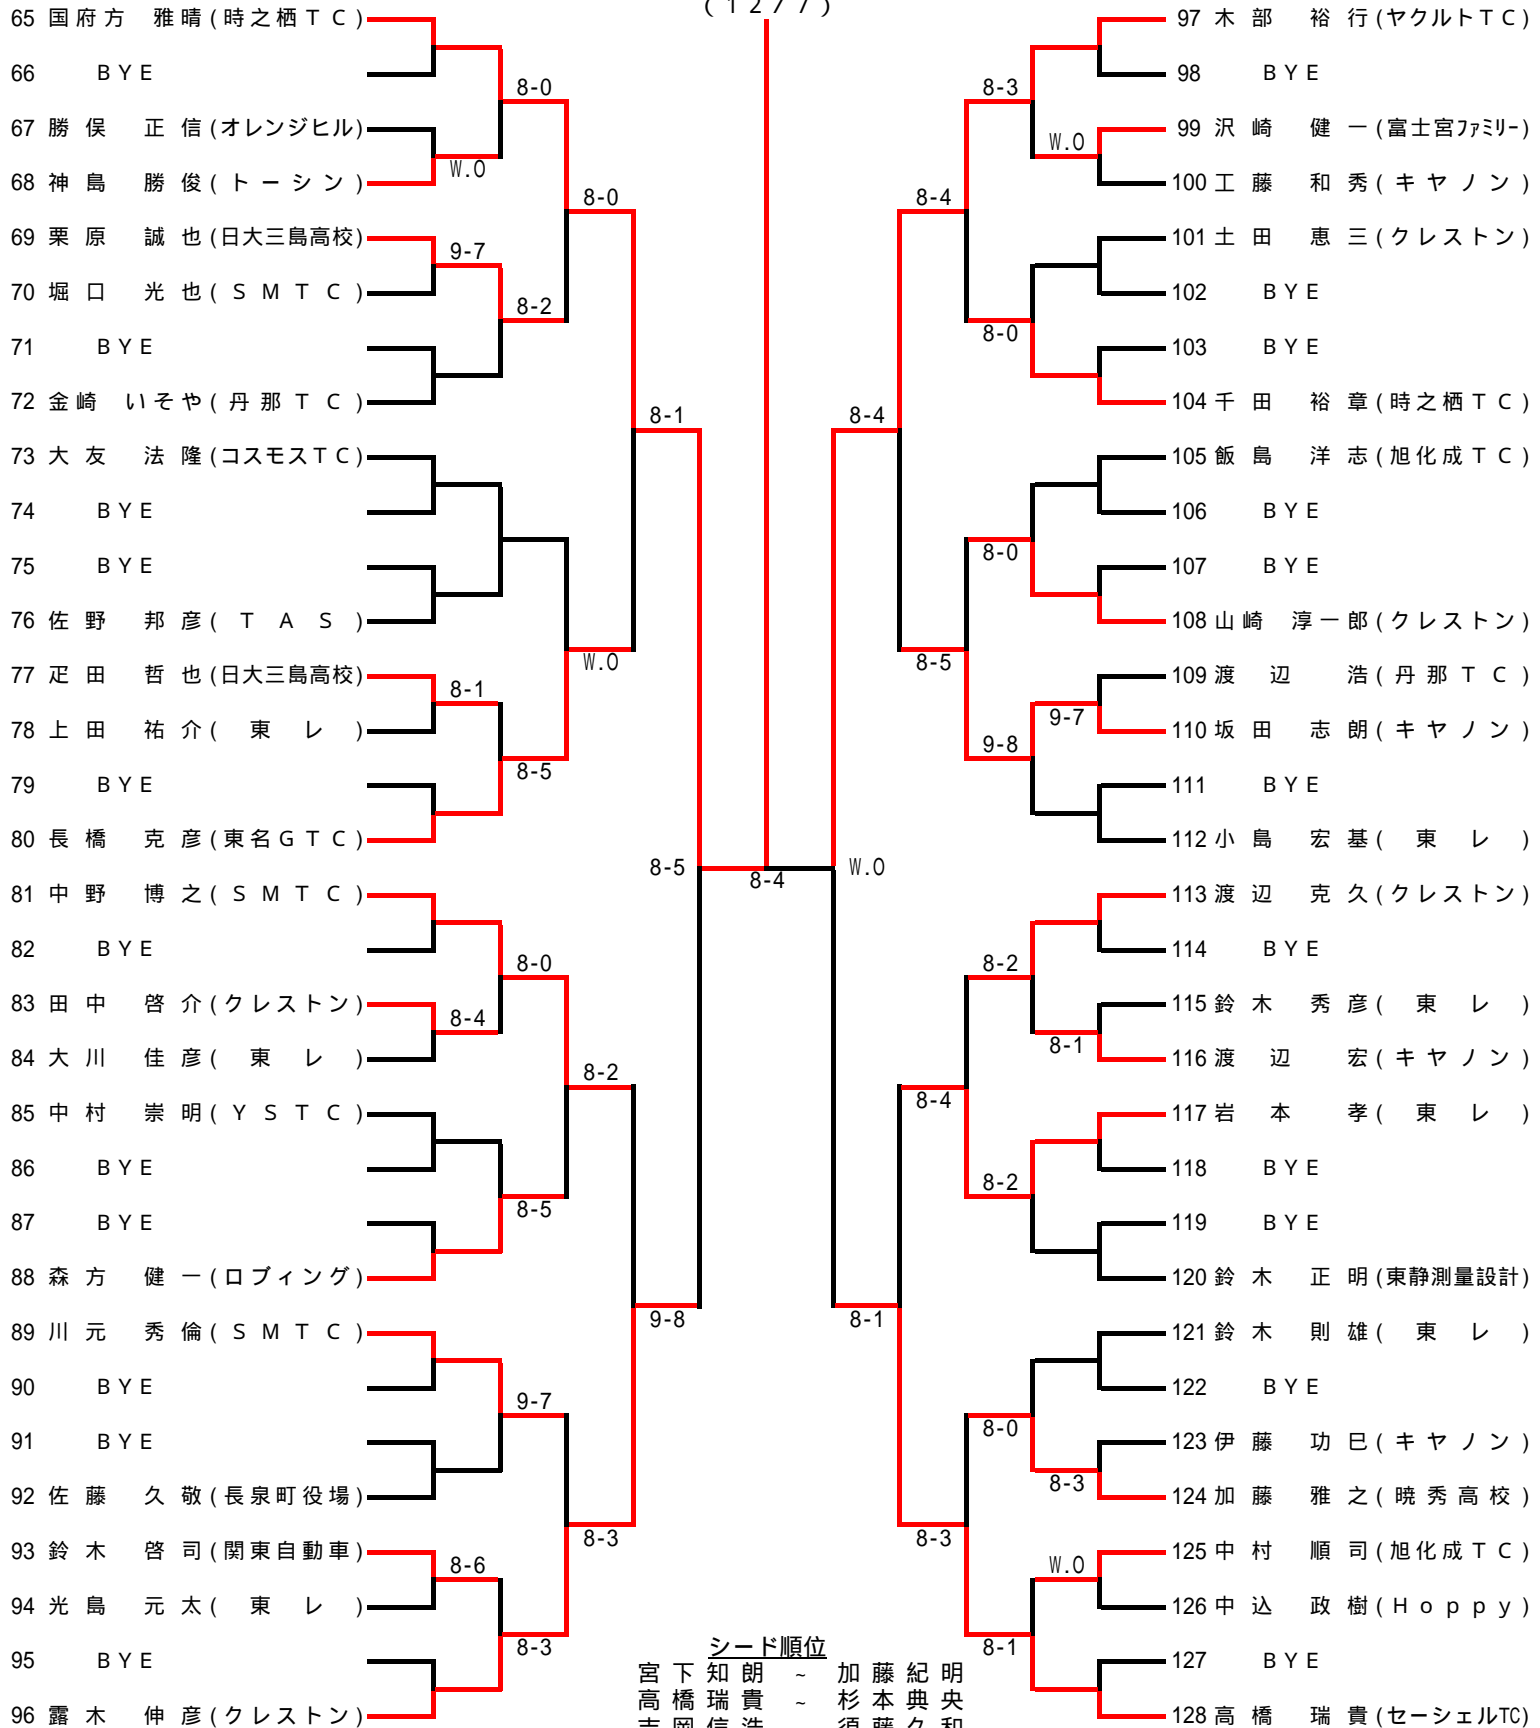 (12/7)
65 国府方 雅晴(時之栖TC)
66 BYE
8-0
67 勝俣 正信(オレンジヒル)
W.O
68 神島 勝俊(トーシン)
8-0
69 栗原 誠也(日大三島高校)
9-7
70 堀口 光也(SMTC)
8-2
71 BYE
72 金崎 いそや(丹那TC)
8-1
73 大友 法隆(コスモスTC)
74 BYE
75 BYE
76 佐野 邦彦(TAS)
W.O
77 疋田 哲也(日大三島高校)
8-1
78 上田 祐介(東レ)
8-5
79 BYE
80 長橋 克彦(東名GTC)
8-5
8-4
81 中野 博之(SMTC)
82 BYE
8-0
83 田中 啓介(クレストン)
8-4
84 大川 佳彦(東レ)
8-2
85 中村 崇明(YSTC)
86 BYE
8-5
87 BYE
88 森方 健一(ロブィング)
9-8
89 川元 秀倫(SMTC)
90 BYE
9-7
91 BYE
92 佐藤 久敬(長泉町役場)
8-3
93 鈴木 啓司(関東自動車)
8-6
94 光島 元太(東レ)
8-3
95 BYE
96 露木 伸彦(クレストン)
97 木部 裕行(ヤクルトTC)
98 BYE
8-3
99 沢崎 健一(富士宮ファミリー)
W.O
100 工藤 和秀(キヤノン)
8-4
101 土田 恵三(クレストン)
102 BYE
8-0
103 BYE
104 千田 裕章(時之栖TC)
8-4
105 飯島 洋志(旭化成TC)
106 BYE
8-0
107 BYE
108 山崎 淳一郎(クレストン)
8-5
109 渡辺 浩(丹那TC)
9-7
110 坂田 志朗(キヤノン)
9-8
111 BYE
112 小島 宏基(東レ)
W.O
113 渡辺 克久(クレストン)
114 BYE
8-2
115 鈴木 秀彦(東レ)
8-1
116 渡辺 宏(キヤノン)
8-4
117 岩本 孝(東レ)
118 BYE
8-2
119 BYE
120 鈴木 正明(東静測量設計)
8-1
121 鈴木 則雄(東レ)
122 BYE
8-0
123 伊藤 功巳(キヤノン)
8-3
124 加藤 雅之(暁秀高校)
8-3
125 中村 順司(旭化成TC)
W.O
126 中込 政樹(Hoppy)
8-1
127 BYE
128 高橋 瑞貴(セーシェルTC)
シード順位
宮下知朗 ~ 加藤紀明
高橋瑞貴 ~ 杉本典央